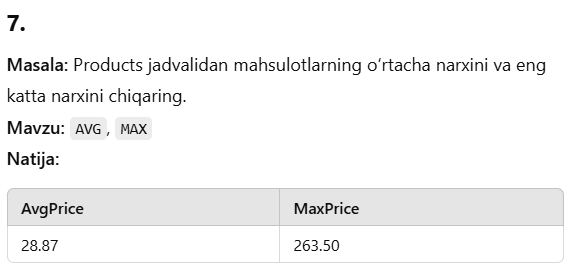 7.
Masala: Products jadvalidan mahsulotlarning o‘rtacha narxini va eng
katta narxini chiqaring.
Mavzu: AVG, MAX
Natija:
AvgPrice MaxPrice
28.87 263.50